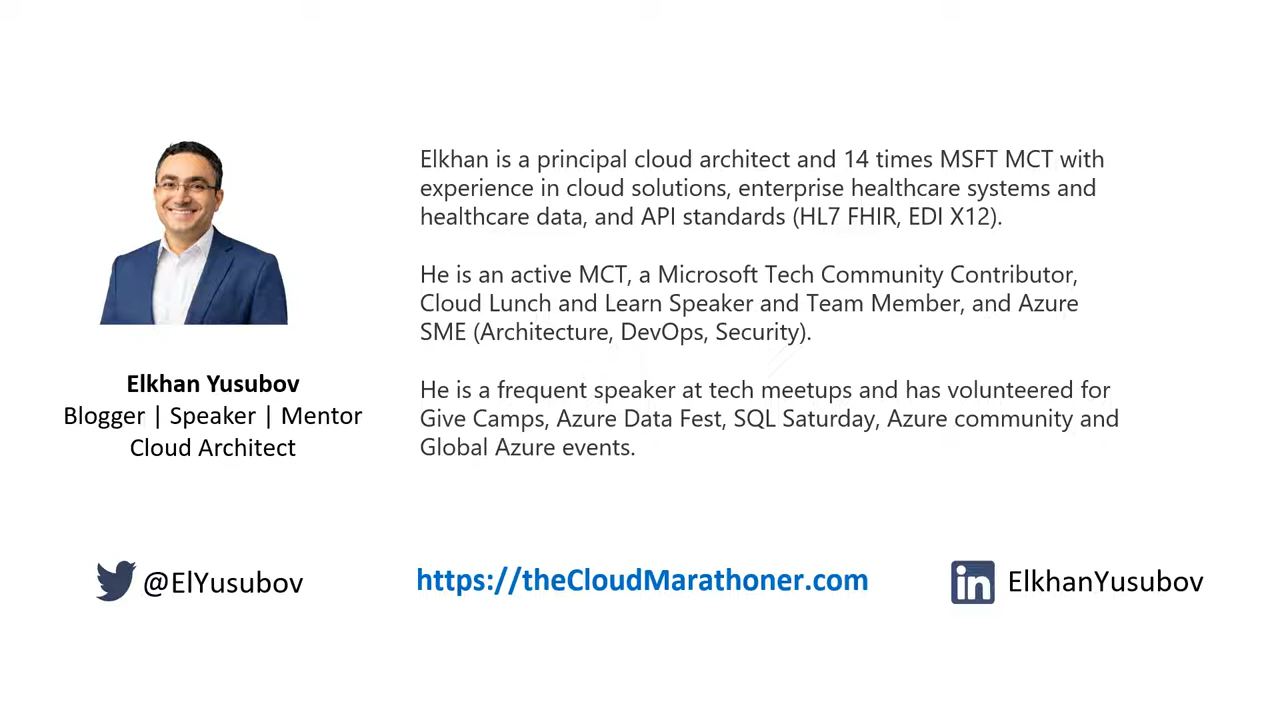 Elkhan is a principal cloud architect and 14 times MSFT MCT with
experience in cloud solutions, enterprise healthcare systems and
healthcare data, and API standards (HL7 FHIR, EDI X12).
He is an active MCT, a Microsoft Tech Community Contributor,
Cloud Lunch and Learn Speaker and Team Member, and Azure
SME (Architecture, DevOps, Security).
He is a frequent speaker at tech meetups and has volunteered for
Give Camps, Azure Data Fest, SQL Saturday, Azure community and
Global Azure events.
Elkhan Yusubov
Blogger | Speaker | Mentor
Cloud Architect
@ElYusubov
https://theCloudMarathoner.com
in ElkhanYusubov